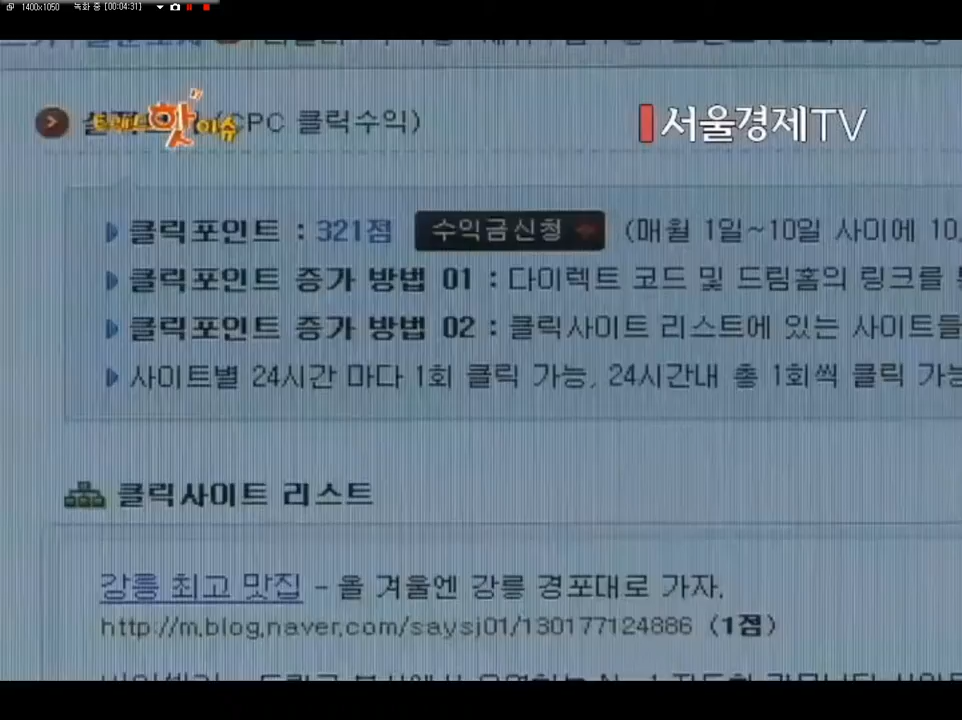 1400x1050 녹화 중 [00:04:31]
핫이슈
CPC 클릭수익)
서울경제TV
클릭포인트 : 321점 수익금신청 (매월 1일~10일 사이에 10,
클릭포인트 증가 방법 01 : 다이렉트 코드 및 드림홈의 링크를
클릭포인트 증가 방법 02 : 클릭사이트 리스트에 있는 사이트들
사이트별 24시간 마다 1회 클릭 가능, 24시간내 총 1회씩 클릭 가능
클릭사이트 리스트
강릉 최고 맛집 - 올 겨울엔 강릉 경포대로 가자.
http://m.blog.naver.com/saysj01/130177124886 (1점)